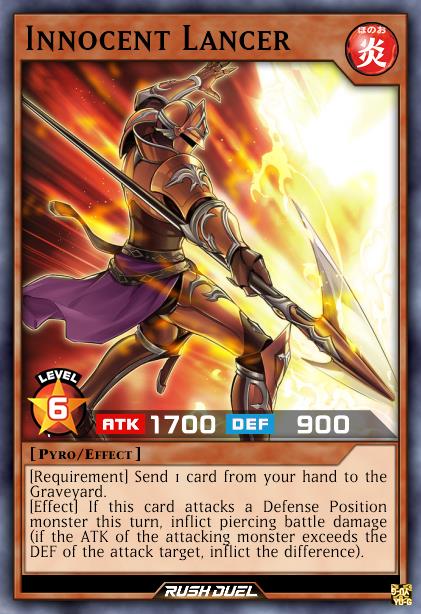 Innocent Lancer
ほのお
炎
LEVEL
6
ATK 1700 DEF 900
[Pyro/Effect]
[Requirement] Send 1 card from your hand to the
Graveyard.
[Effect] If this card attacks a Defense Position
monster this turn, inflict piercing battle damage
(if the ATK of the attacking monster exceeds the
DEF of the attack target, inflict the difference).
RUSH DUEL